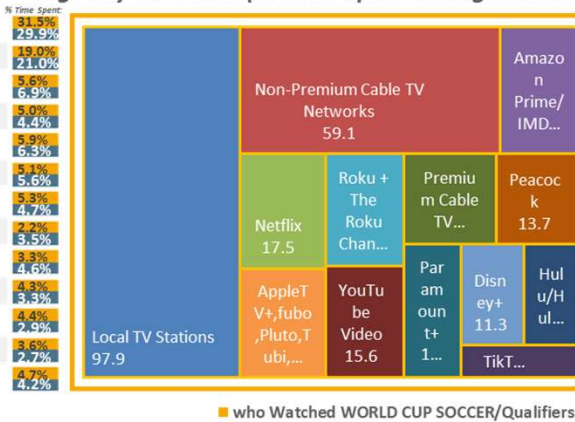 % Time Spent:
31.5%
29.9%
19.0%
21.0%
5.6%
6.9%
5.0%
4.4%
5.9%
6.3%
5.1%
5.6%
5.3%
4.7%
2.2%
3.5%
3.3%
4.6%
4.3%
3.3%
4.4%
2.9%
3.6%
2.7%
4.7%
4.2%
Local TV Stations
97.9
Non-Premium Cable TV
Networks
59.1
Amazo
n
Prime/
IMD...
Netflix
17.5
Roku +
The
Roku
Chan...
Premiu
m Cable
TV...
Peacoc
k
13.7
AppleT
V+,fubo
,Pluto,T
ubi,...
YouTu
be
Video
15.6
Par
am
oun
t+
1...
Disn
ey+
11.3
Hul
u/H
ul...
TikT...
who Watched WORLD CUP SOCCER/Qualifiers